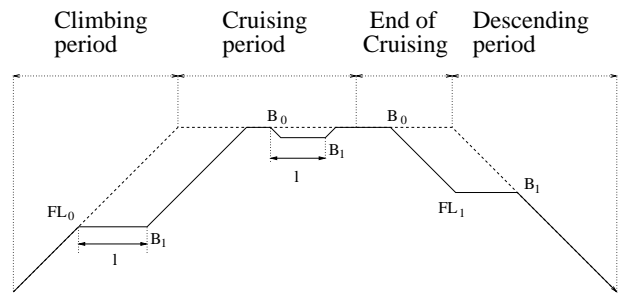 Climbing period
Cruising period
End of Cruising
Descending period
B0
B0
B1
l
FL0
B1
l
FL1
B1